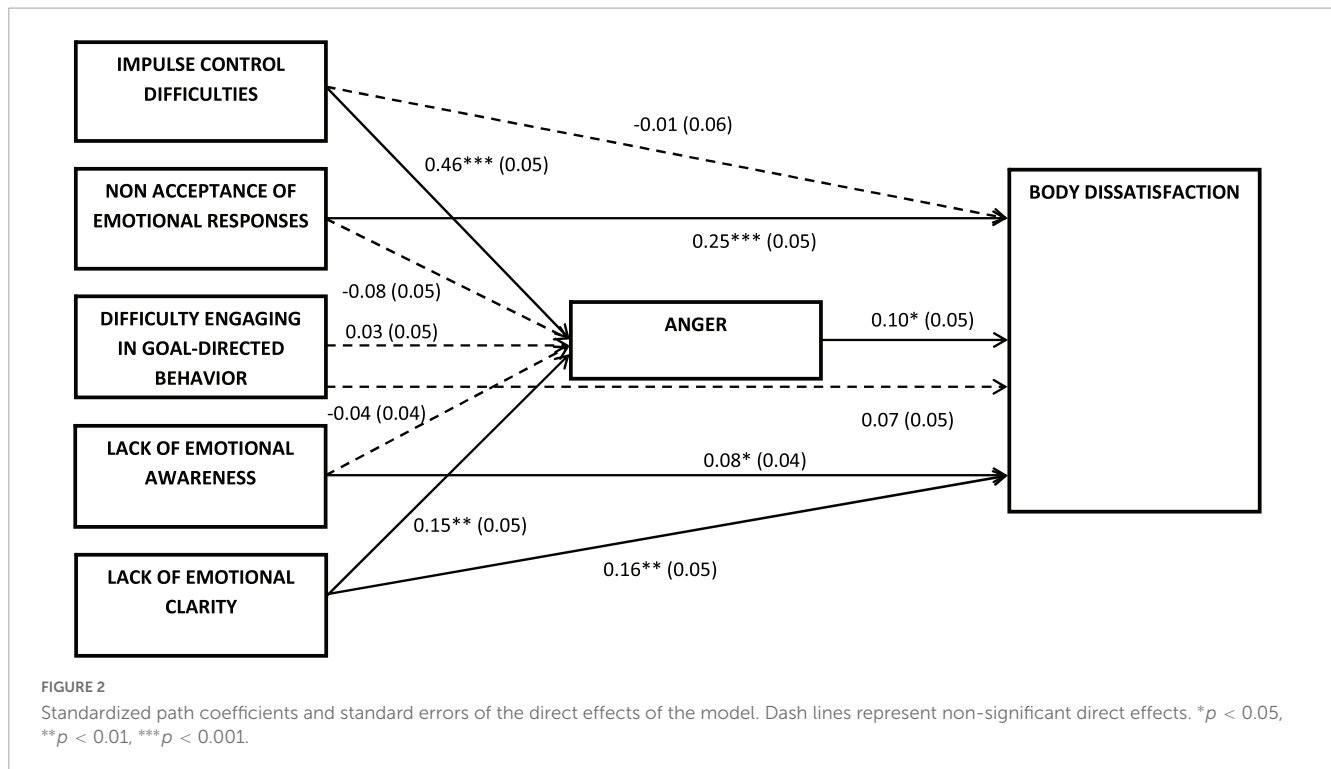 IMPULSE CONTROL
DIFFICULTIES
-0.01 (0.06)
0.46*** (0.05)
NON ACCEPTANCE OF
EMOTIONAL RESPONSES
BODY DISSATISFACTION
0.25*** (0.05)
-0.08 (0.05)
DIFFICULTY ENGAGING
IN GOAL-DIRECTED
BEHAVIOR
0.03 (0.05)
ANGER
0.10* (0.05)
-0.04 (0.04)
0.07 (0.05)
LACK OF EMOTIONAL
AWARENESS
0.08* (0.04)
0.15** (0.05)
LACK OF EMOTIONAL
CLARITY
0.16** (0.05)
FIGURE 2
Standardized path coefficients and standard errors of the direct effects of the model. Dash lines represent non-significant direct effects. *p < 0.05,
**p < 0.01, ***p < 0.001.